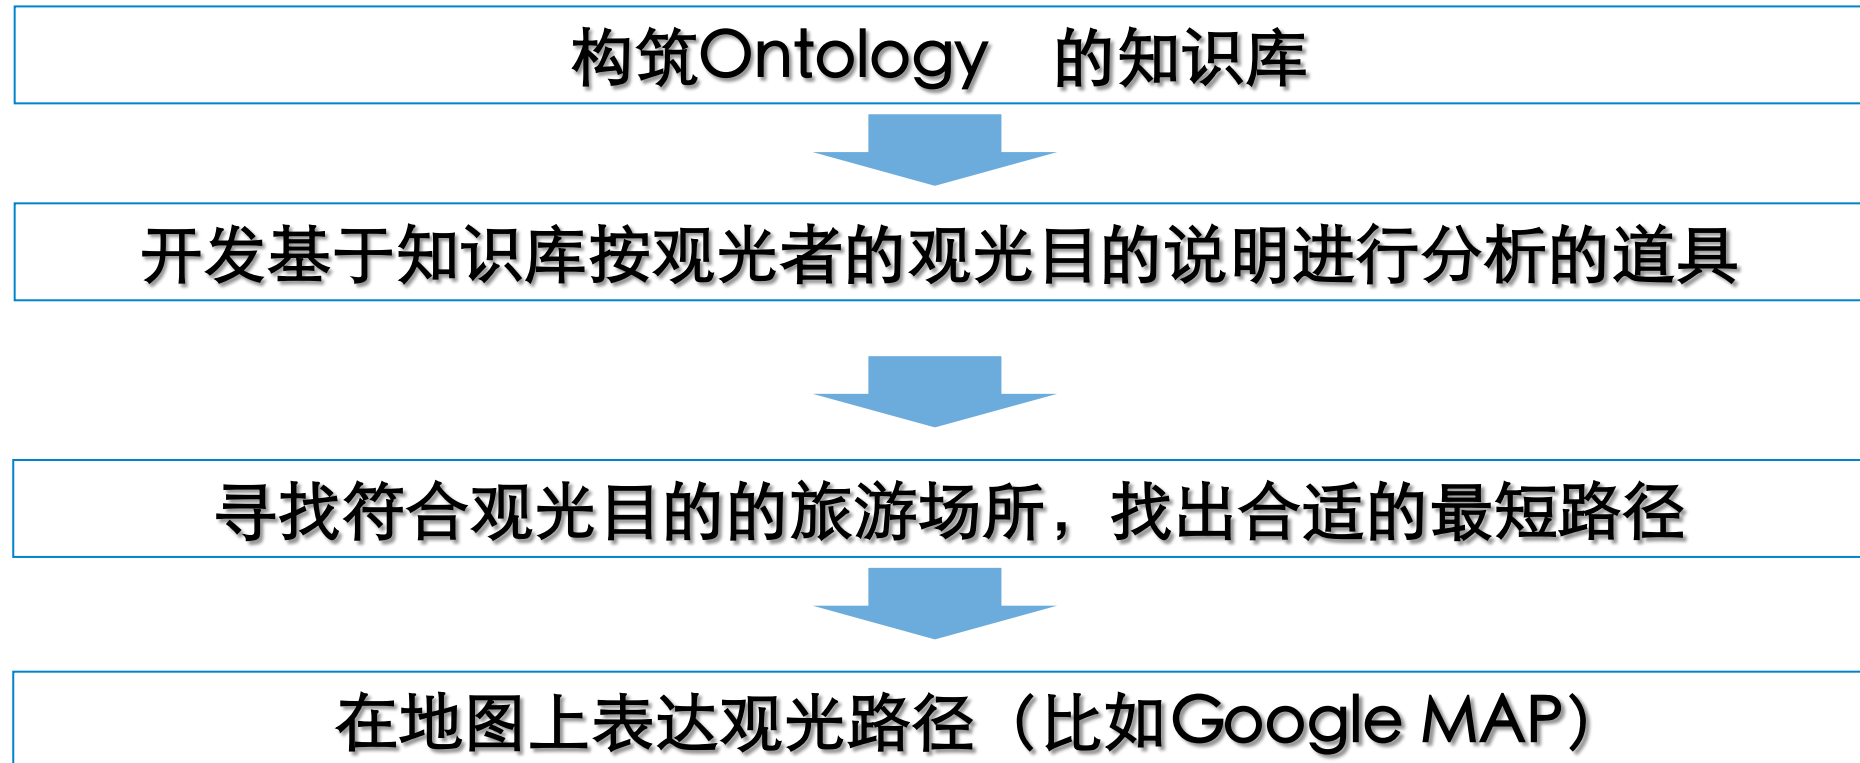 构筑Ontology　的知识库
开发基于知识库按观光者的观光目的说明进行分析的道具
寻找符合观光目的的旅游场所，找出合适的最短路径
在地图上表达观光路径（比如Google MAP）